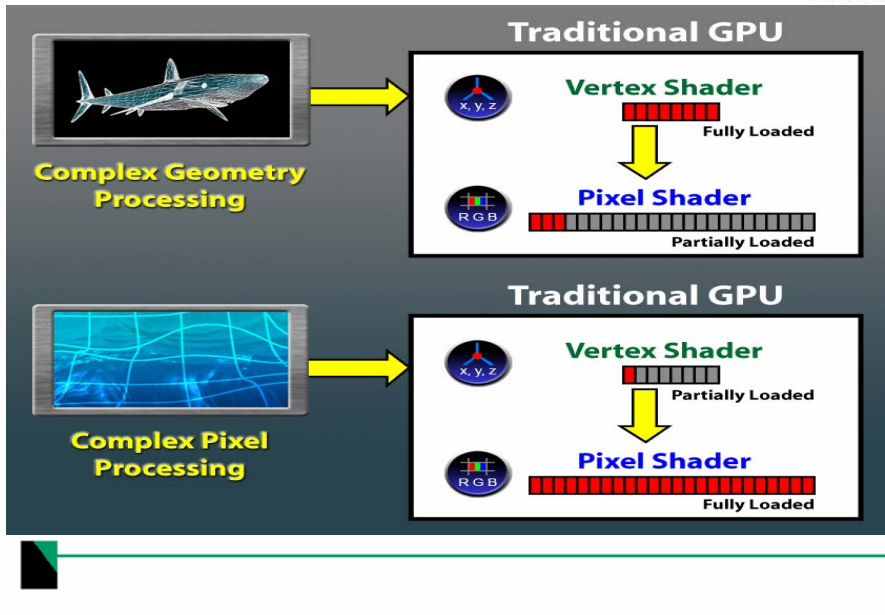 Traditional GPU
x, y, z
Vertex Shader
Fully Loaded
Complex Geometry
Processing
RGB
Pixel Shader
Partially Loaded
Traditional GPU
x, y, z
Vertex Shader
Partially Loaded
Complex Pixel
Processing
RGB
Pixel Shader
Fully Loaded